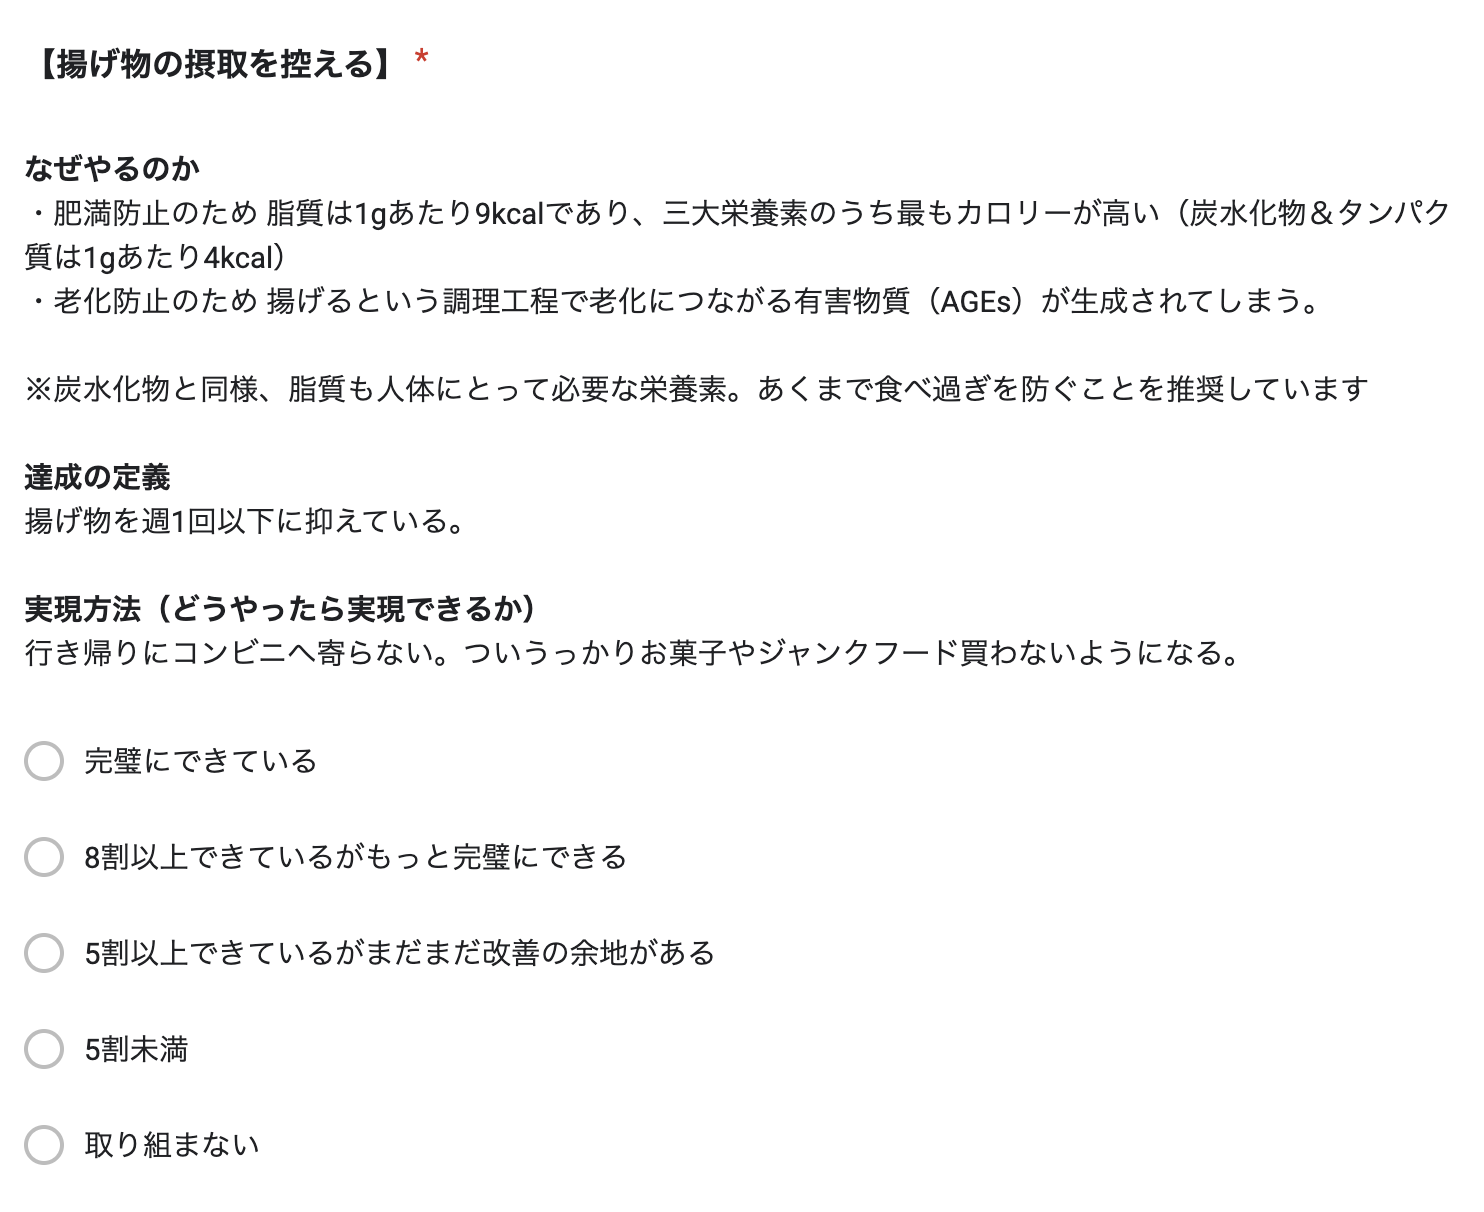 【揚げ物の摂取を控える】 *
なぜやるのか
・肥満防止のため 脂質は1gあたり9kcalであり、三大栄養素のうち最もカロリーが高い（炭水化物＆タンパク
質は1gあたり4kcal）
・老化防止のため 揚げるという調理工程で老化につながる有害物質（AGEs）が生成されてしまう。
※炭水化物と同様、脂質も人体にとって必要な栄養素。あくまで食べ過ぎを防ぐことを推奨しています
達成の定義
揚げ物を週1回以下に抑えている。
実現方法（どうやったら実現できるか）
行き帰りにコンビニへ寄らない。ついうっかりお菓子やジャンクフード買わないようになる。
完璧にできている
8割以上できているがもっと完璧にできる
5割以上できているがまだまだ改善の余地がある
5割未満
取り組まない